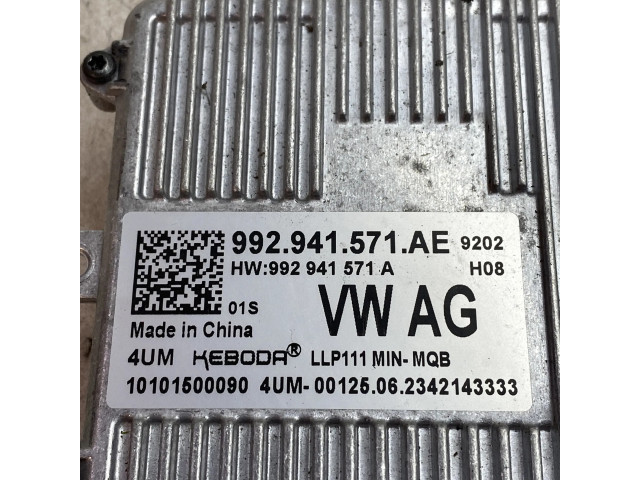 992.941.571.AE 9202
HW:992 941 571 A H08
01S VW AG
Made in China
4UM KEBODA® LLP111 MIN-MQB
10101500090 4UM-00125.06.2342143333